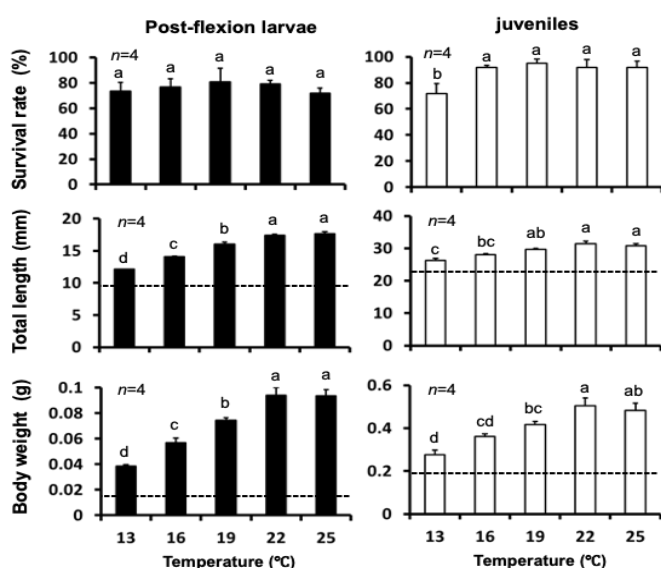 Post-flexion larvae
juveniles
Survival rate (%)
100
80
60
40
20
0
n=4
a a a a a
100
80
60
40
20
0
n=4
b a a a a
Total length (mm)
20
15
10
5
0
n=4
d c b a a
40
30
20
10
0
n=4
c bc ab a a
Body weight (g)
0.1
0.08
0.06
0.04
0.02
0
n=4
d c b a a
13 16 19 22 25
Temperature (℃)
0.6
0.4
0.2
0
n=4
d cd bc a ab
13 16 19 22 25
Temperature (℃)